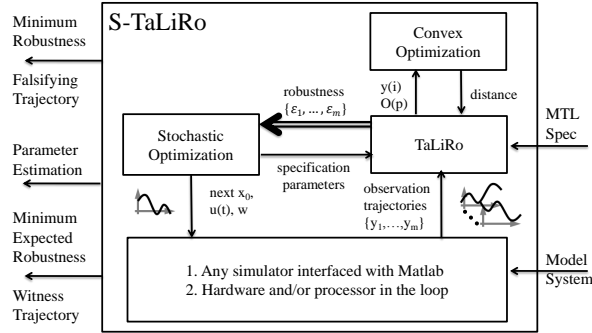 S-TaLiRo
Minimum
Robustness
Falsifying
Trajectory
Parameter
Estimation
Minimum
Expected
Robustness
Witness
Trajectory
Convex
Optimization
robustness
{ε₁, … , εₘ}
y(i)
O(p)
distance
Stochastic
Optimization
TaLiRo
MTL
Spec
specification
parameters
next x₀,
u(t), w
observation
trajectories
{y₁,…,yₘ}
1. Any simulator interfaced with Matlab
2. Hardware and/or processor in the loop
Model
System